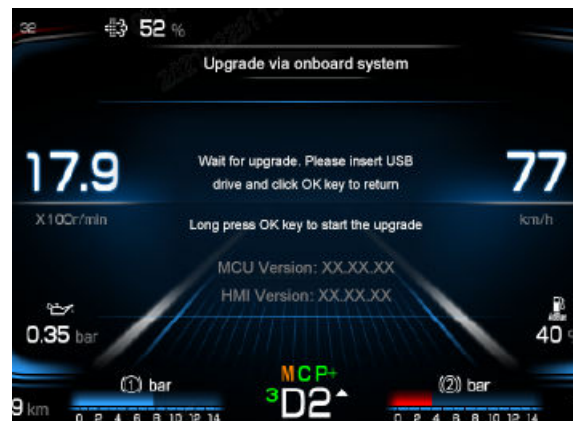 32
52 %
Upgrade via onboard system
17.9
77
Wait for upgrade. Please insert USB
drive and click OK key to return
X100r/min
km/h
Long press OK key to start the upgrade
MCU Version: XX.XX.XX
HMI Version: XX.XX.XX
0.35 bar
40
MCP+
(1) bar
(2) bar
3D2
9 km
0 2 4 6 8 10 12 14
0 2 4 6 8 10 12 14